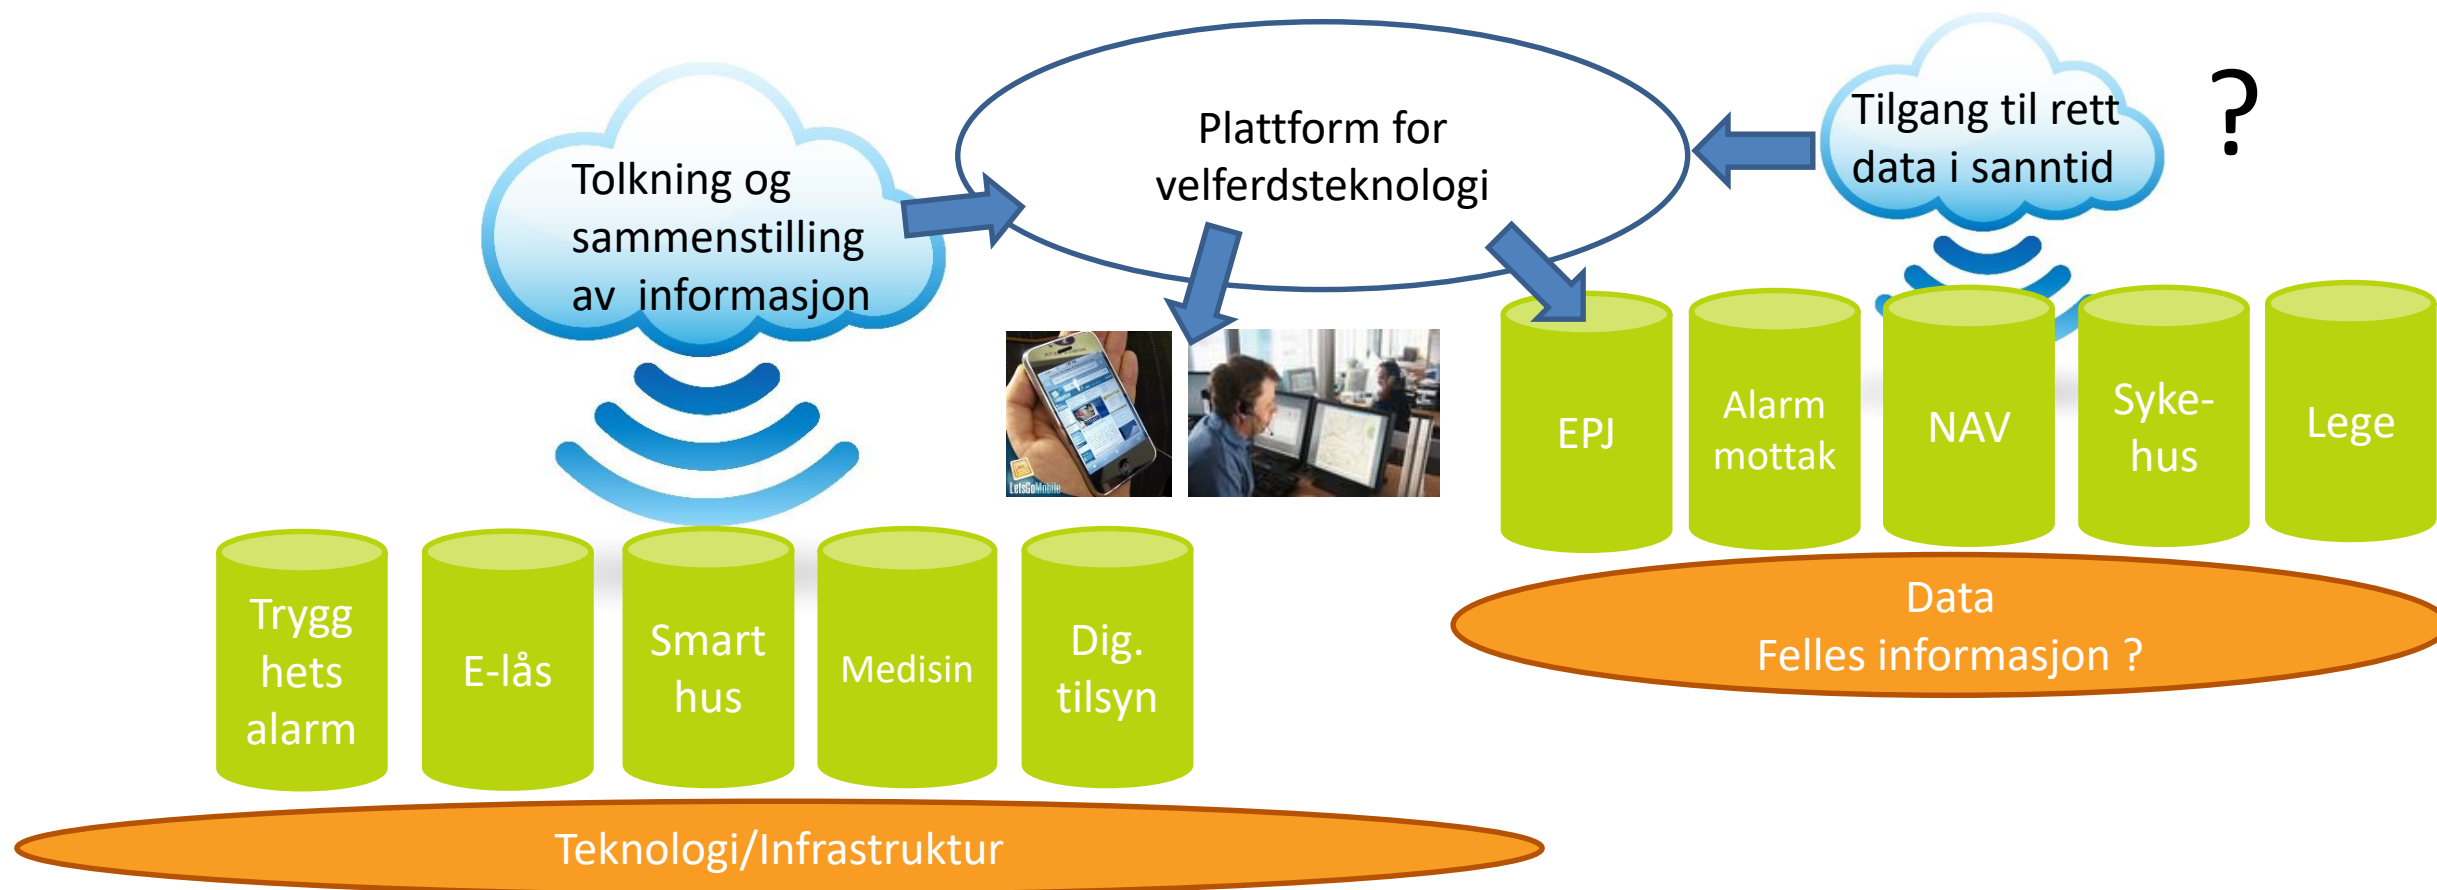 Tolkning og
sammenstilling
av informasjon
Plattform for
velferdsteknologi
Tilgang til rett
data i sanntid
?
LetsGoMobile
EPJ
Alarm
mottak
NAV
Syke-
hus
Lege
Data
Felles informasjon ?
Trygg
hets
alarm
E-lås
Smart
hus
Medisin
Dig.
tilsyn
Teknologi/Infrastruktur